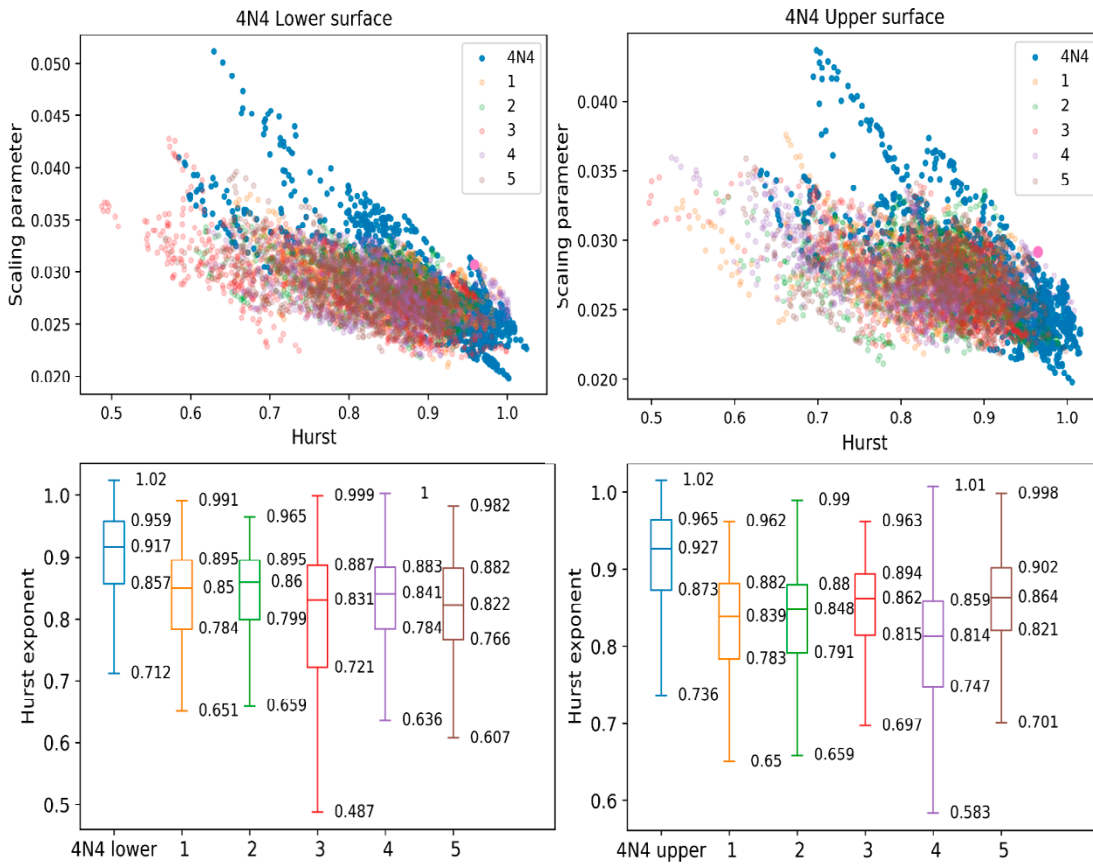 4N4 Lower surface
0.050
0.045
0.040
0.035
0.030
0.025
0.020
Scaling parameter
4N4
1
2
3
4
5
0.5 0.6 0.7 0.8 0.9 1.0
Hurst
4N4 Upper surface
0.040
0.035
0.030
0.025
0.020
Scaling parameter
4N4
1
2
3
4
5
0.5 0.6 0.7 0.8 0.9 1.0
Hurst
Hurst exponent
1.0
0.9
0.8
0.7
0.6
0.5
1.02 0.991 0.965 0.999 1 0.982
0.959 0.895 0.895 0.887 0.883 0.882
0.917 0.85 0.86 0.831 0.841 0.822
0.857 0.784 0.799 0.721 0.784 0.766
0.712 0.651 0.659 0.487 0.636 0.607
4N4 lower 1 2 3 4 5
Hurst exponent
1.0
0.9
0.8
0.7
0.6
1.02 0.962 0.99 0.963 1.01 0.998
0.965 0.882 0.88 0.894 0.859 0.902
0.927 0.839 0.848 0.862 0.814 0.864
0.873 0.783 0.791 0.815 0.747 0.821
0.736 0.65 0.659 0.697 0.583 0.701
4N4 upper 1 2 3 4 5